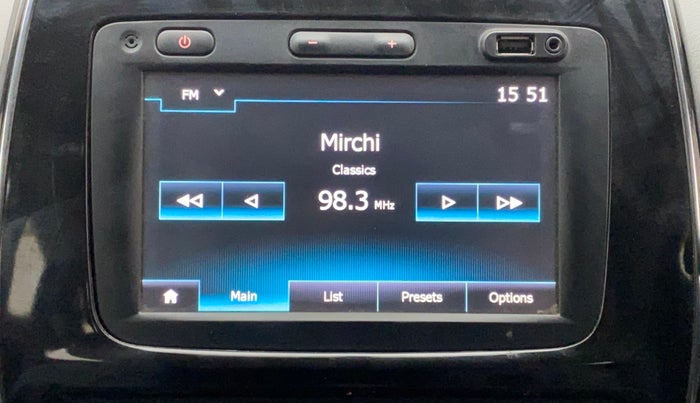 FM
15 51
Mirchi
Classics
98.3 MHz
Main List Presets Options